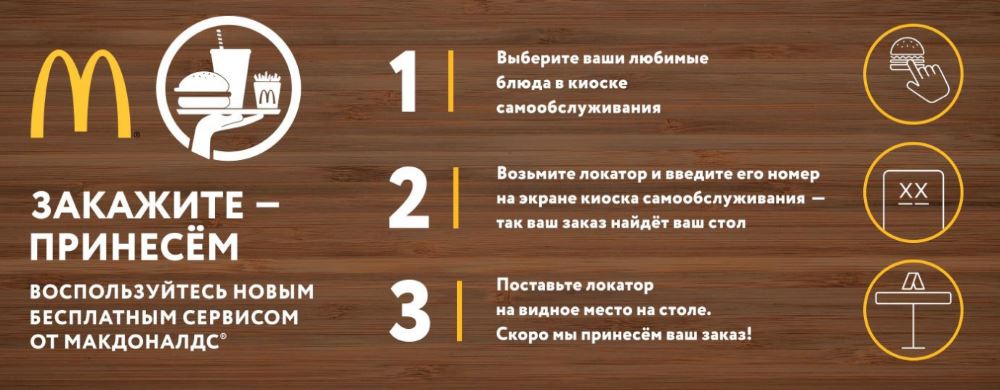 ЗАКАЖИТЕ –
ПРИНЕСЁМ
ВОСПОЛЬЗУЙТЕСЬ НОВЫМ
БЕСПЛАТНЫМ СЕРВИСОМ
ОТ МАКДОНАЛДС®
1
Выберите ваши любимые
блюда в киоске
самообслуживания
2
Возьмите локатор и введите его номер
на экране киоска самообслуживания –
так ваш заказ найдёт ваш стол
XX
3
Поставьте локатор
на видное место на столе.
Скоро мы принесём ваш заказ!